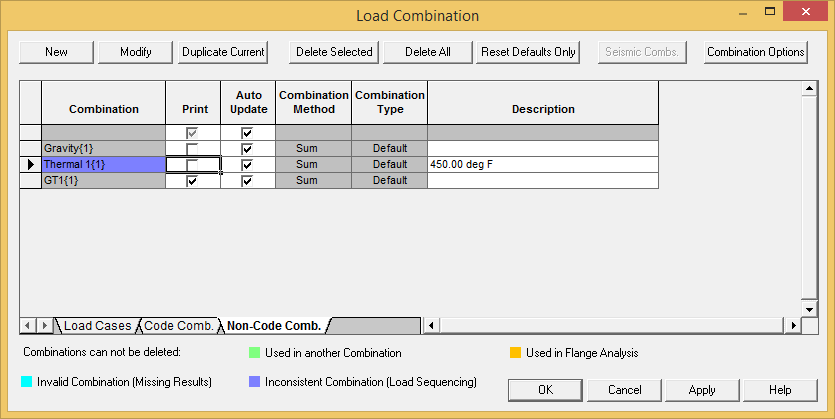 Load Combination
New Modify Duplicate Current Delete Selected Delete All Reset Defaults Only Seismic Combs. Combination Options
Combination Print Auto Update Combination Method Combination Type Description
Gravity{1} Sum Default
Thermal 1{1} Sum Default 450.00 deg F
GT1{1} Sum Default
Load Cases Code Comb. Non-Code Comb.
Combinations can not be deleted: Used in another Combination Used in Flange Analysis
Invalid Combination (Missing Results) Inconsistent Combination (Load Sequencing)
OK Cancel Apply Help